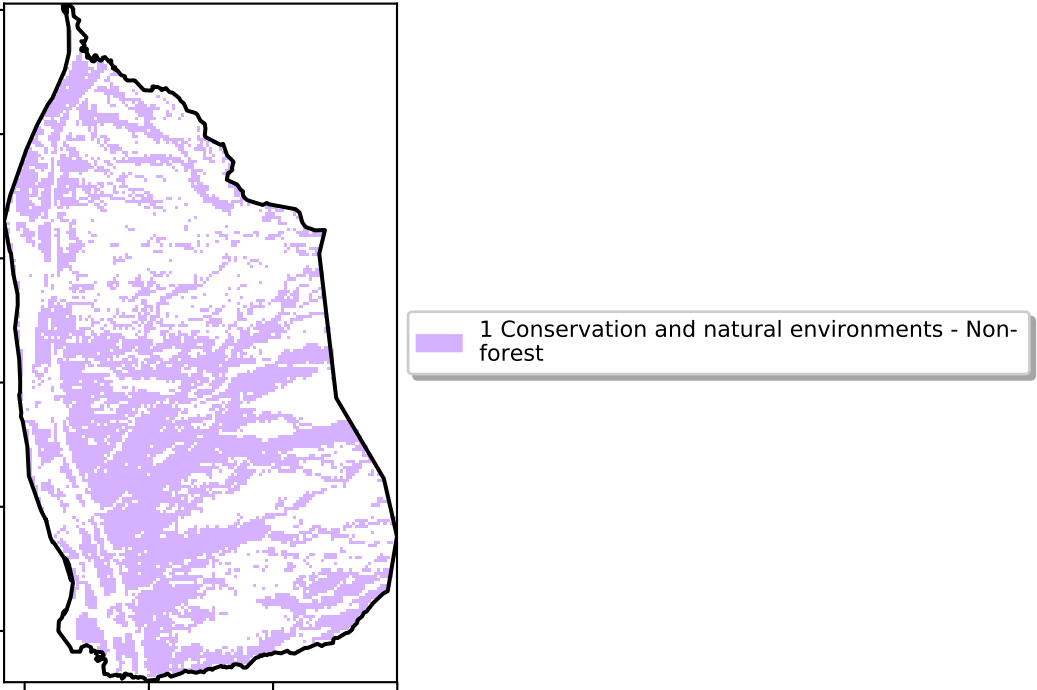 1 Conservation and natural environments - Non-
forest